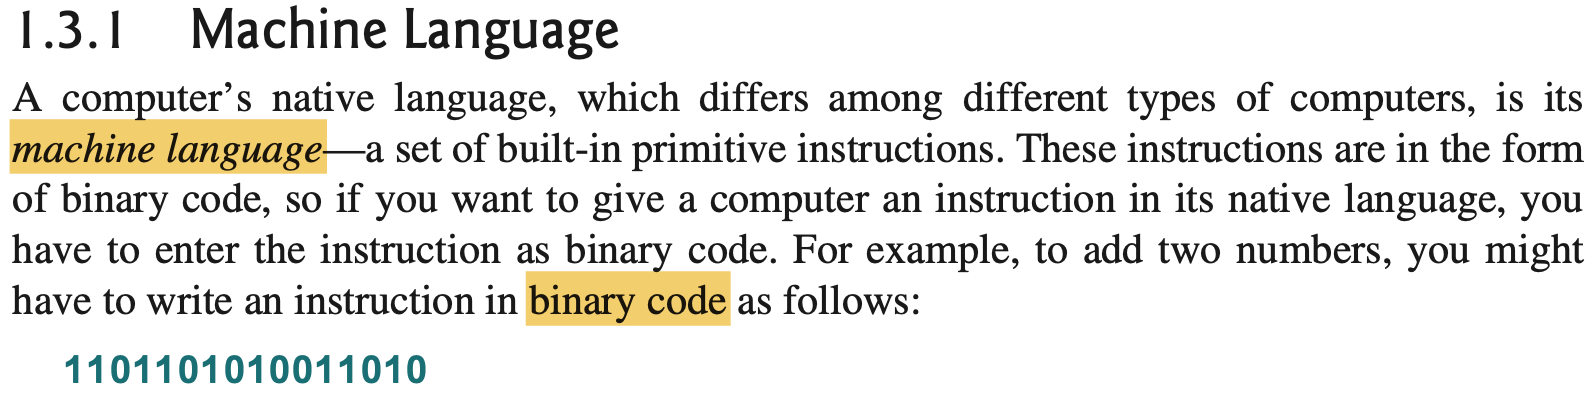 1.3.1 Machine Language
A computer’s native language, which differs among different types of computers, is its
machine language—a set of built-in primitive instructions. These instructions are in the form
of binary code, so if you want to give a computer an instruction in its native language, you
have to enter the instruction as binary code. For example, to add two numbers, you might
have to write an instruction in binary code as follows:
1101101010011010